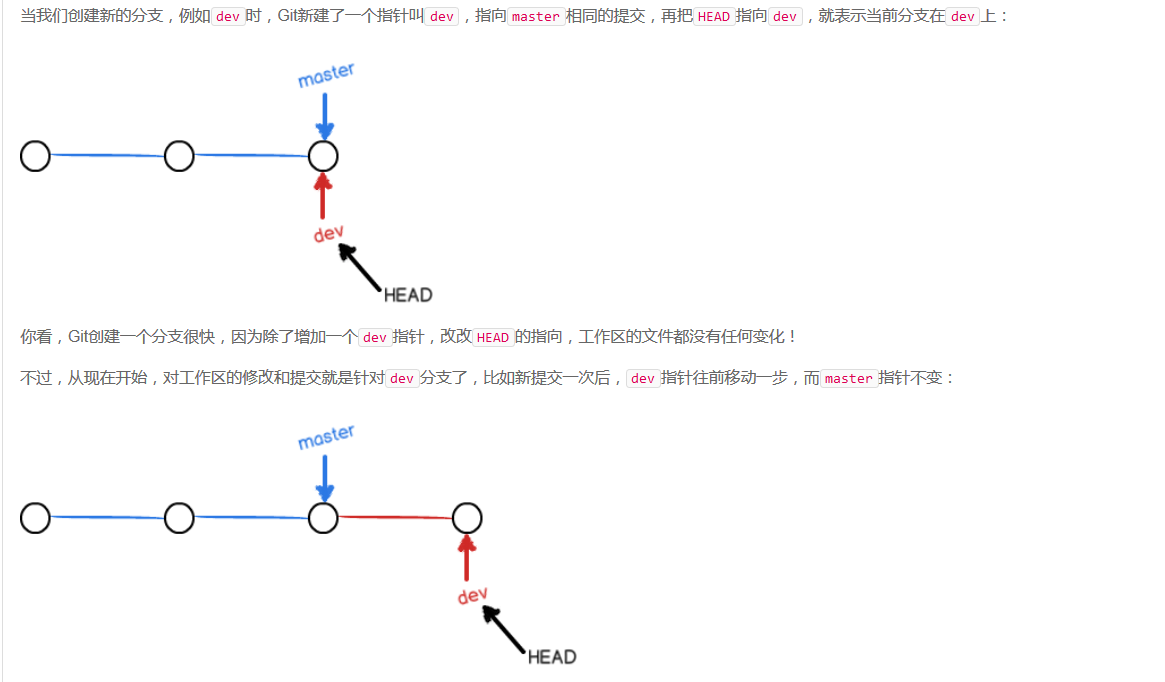 当我们创建新的分支，例如dev时，Git新建了一个指针叫dev，指向master相同的提交，再把HEAD指向dev，就表示当前分支在dev上：
master
dev
HEAD
你看，Git创建一个分支很快，因为除了增加一个dev指针，改改HEAD的指向，工作区的文件都没有任何变化！
不过，从现在开始，对工作区的修改和提交就是针对dev分支了，比如新提交一次后，dev指针往前移动一步，而master指针不变：
master
dev
HEAD